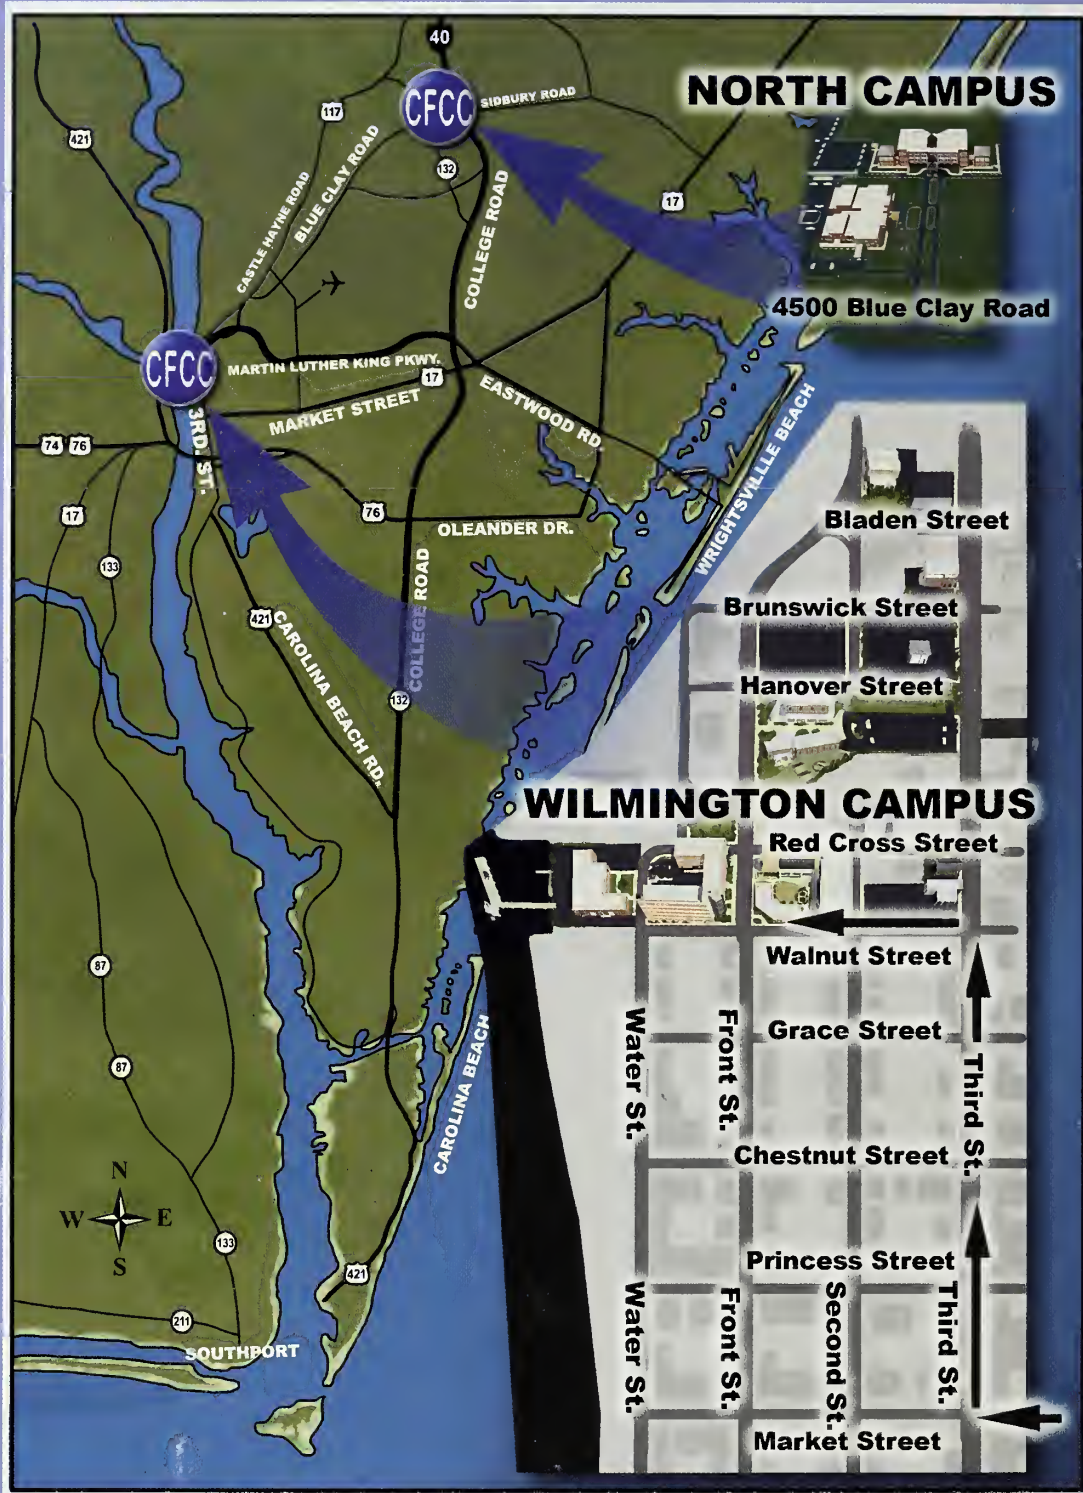 40
CFCC
SIDBURY ROAD
NORTH CAMPUS
117
421
132
BLUE CLAY ROAD
CASTLE HAYNE ROAD
COLLEGE ROAD
17
4500 Blue Clay Road
CFCC
MARTIN LUTHER KING PKWY.
17
MARKET STREET
EASTWOOD RD.
3RD. ST.
74 76
WRIGHTSVILLLE BEACH
17
76
OLEANDER DR.
133
421
CAROLINA BEACH RD.
COLLEGE ROAD
132
Bladen Street
Brunswick Street
Hanover Street
WILMINGTON CAMPUS
Red Cross Street
Walnut Street
87
Water St.
Front St.
Grace Street
Third St.
87
CAROLINA BEACH
Chestnut Street
N
W E
S
133
421
Princess Street
Water St.
Front St.
Second St.
Third St.
211
SOUTHPORT
Market Street